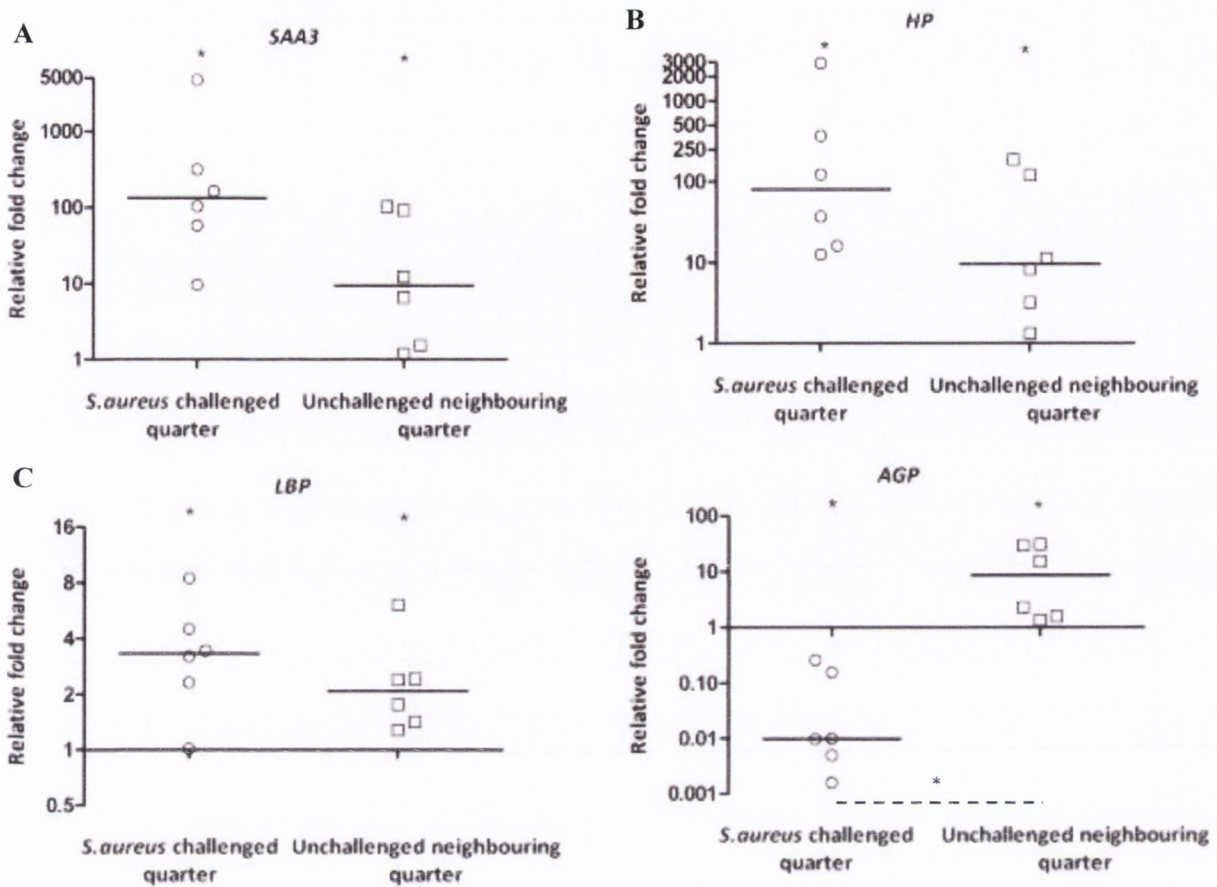 A
SAA3
*
*
5000
1000
100
10
1
Relative fold change
S.aureus challenged
quarter
Unchallenged neighbouring
quarter
B
HP
*
*
3000
2000
1000
500
250
100
10
1
Relative fold change
S.aureus challenged
quarter
Unchallenged neighbouring
quarter
C
LBP
*
*
16
8
4
2
1
0.5
Relative fold change
S.aureus challenged
quarter
Unchallenged neighbouring
quarter
AGP
*
*
100
10
1
0.10
0.01
0.001
Relative fold change
*
S.aureus challenged
quarter
Unchallenged neighbouring
quarter